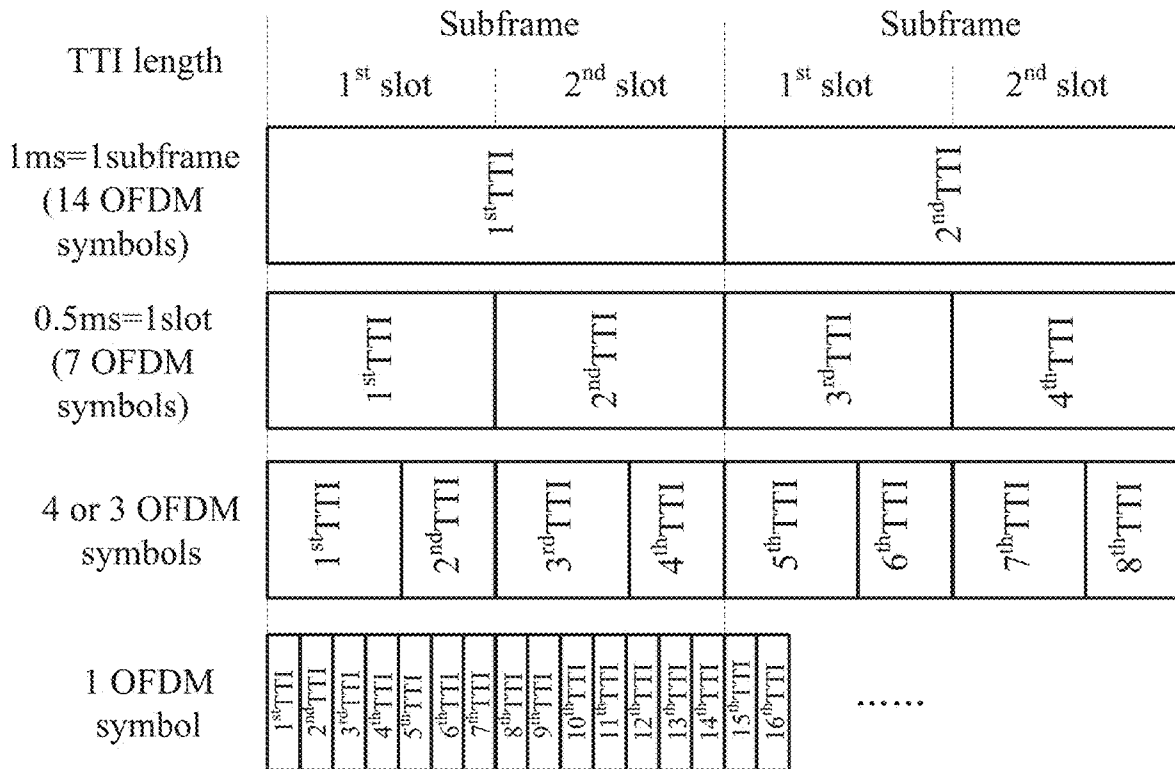 Subframe Subframe
TTI length
1st slot 2nd slot 1st slot 2nd slot
1ms=1subframe
(14 OFDM
symbols)
1stTTI 2ndTTI
0.5ms=1slot
(7 OFDM
symbols)
1stTTI 2ndTTI 3rdTTI 4thTTI
4 or 3 OFDM
symbols
1stTTI 2ndTTI 3rdTTI 4thTTI 5thTTI 6thTTI 7thTTI 8thTTI
1 OFDM
symbol
1stTTI 2ndTTI 3rdTTI 4thTTI 5thTTI 6thTTI 7thTTI 8thTTI 9thTTI 10thTTI 11thTTI 12thTTI 13thTTI 14thTTI 15thTTI 16thTTI ......